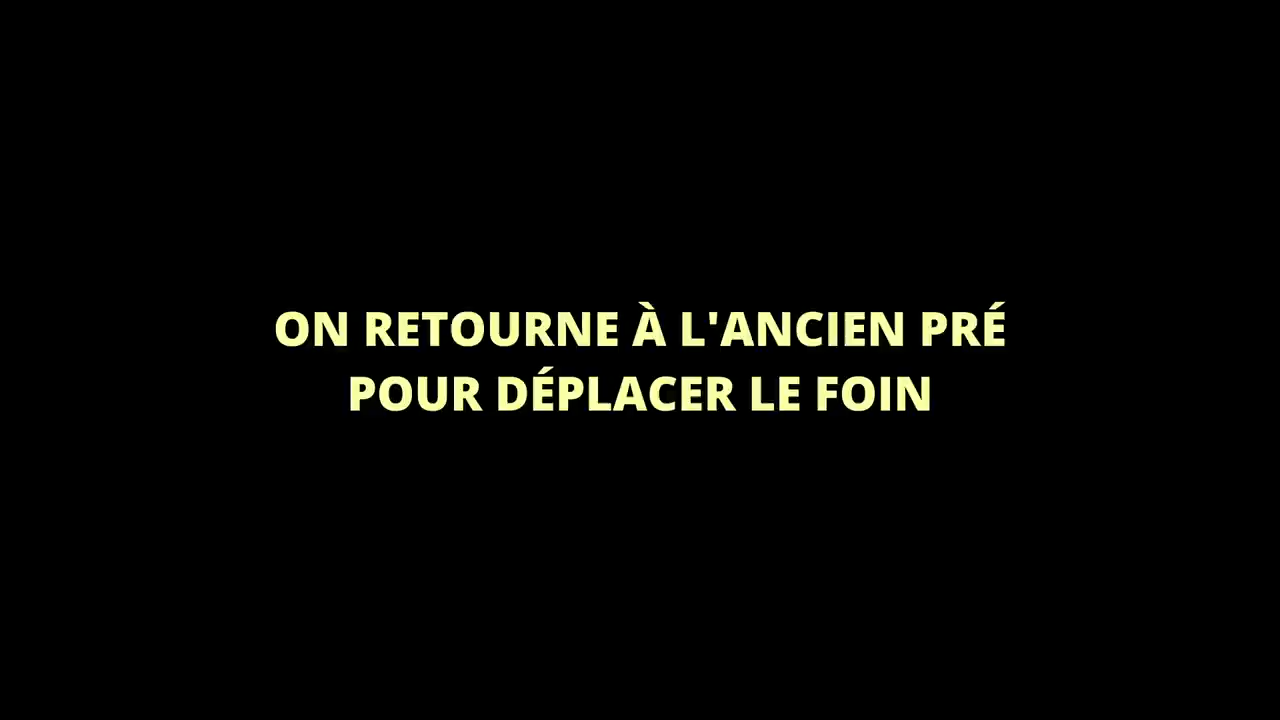 ON RETOURNE À L'ANCIEN PRÉ
POUR DÉPLACER LE FOIN